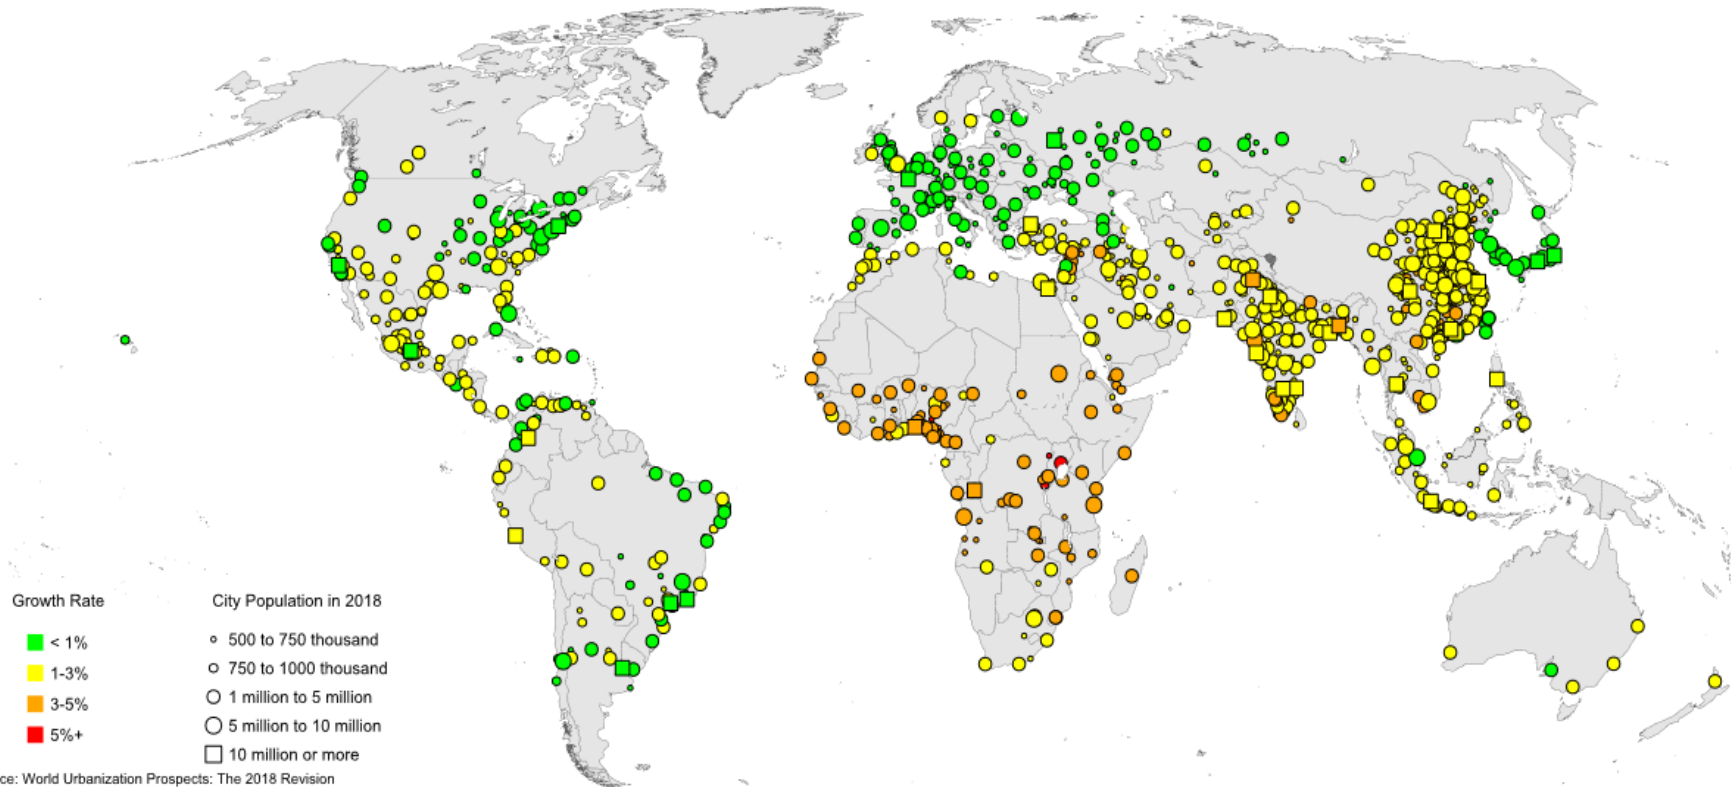 Growth Rate
< 1%
1-3%
3-5%
5%+
City Population in 2018
500 to 750 thousand
750 to 1000 thousand
1 million to 5 million
5 million to 10 million
10 million or more
ce: World Urbanization Prospects: The 2018 Revision